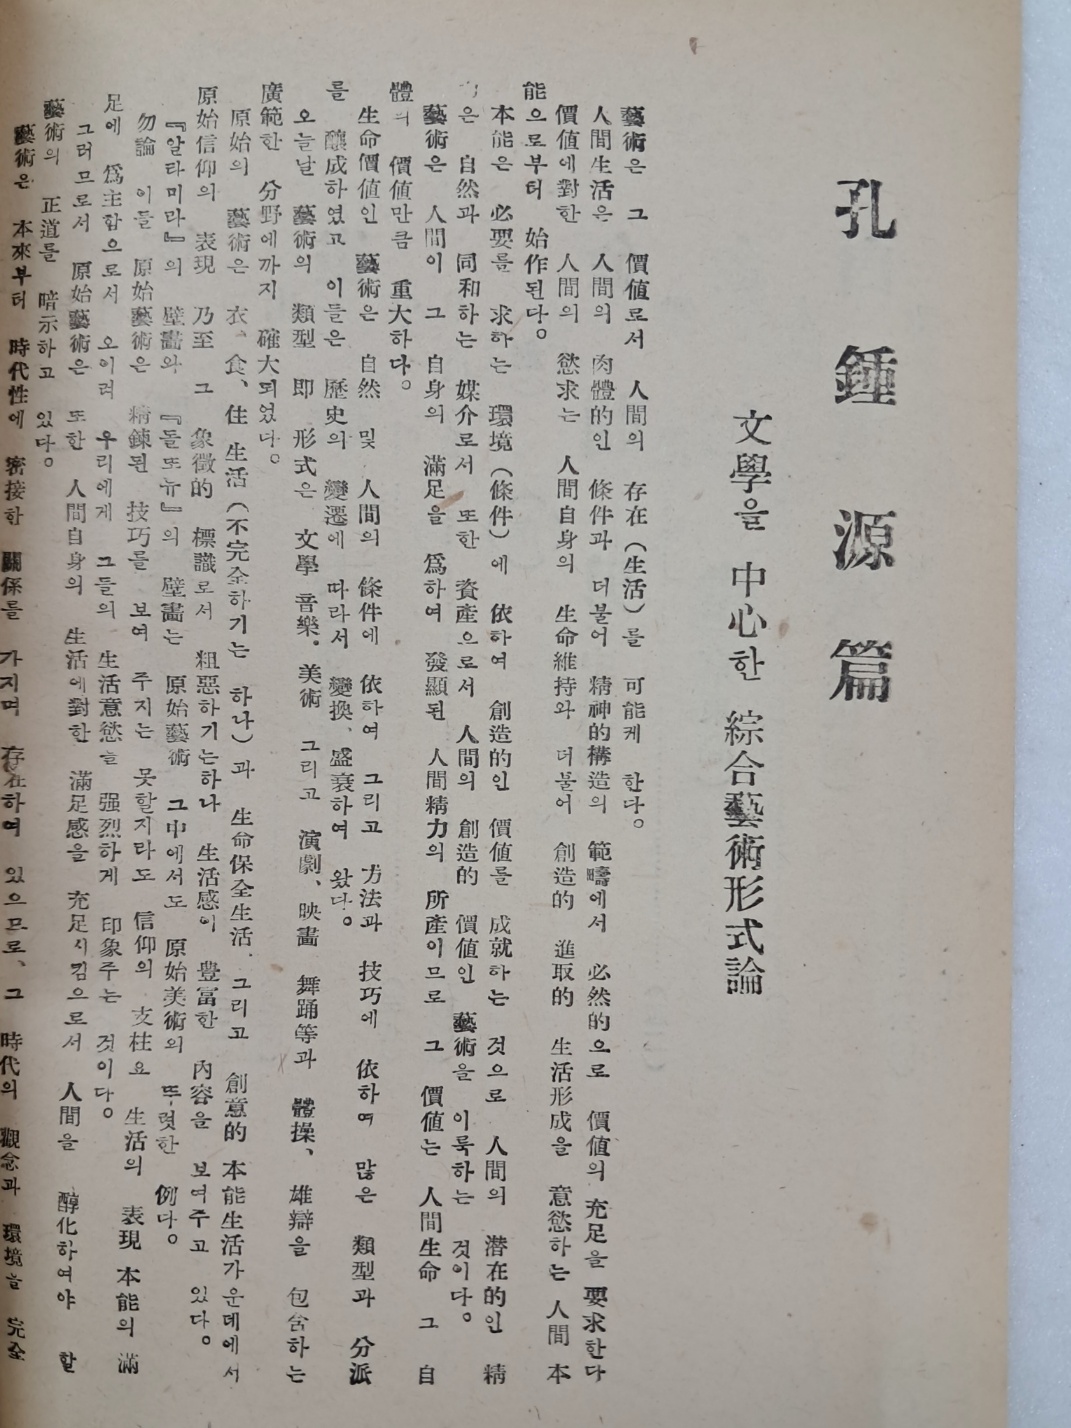 孔鍾源篇
文學을 中心한 綜合藝術形式論
藝術은 그 價値로서 人間의 存在(生活)를 可能케 한다。
人間生活은 人間의 肉體的인 條件과 더불어 精神的構造의 範疇에서 必然的으로 價値의 充足을 要求한다
價値에對한 人間의 慾求는 人間自身의 生命維持와 더불어 創造的 進取的 生活形成을 意慾하는 人間 本
能으로부터 始作된다。
本能은 必要를 求하는 環境(條件)에 依하여 創造的인 價値를 成就하는 것으로 人間의 潛在的인 精
은 自然과 同和하는 媒介로서 또한 資産으로서 人間의 創造的 價値인 藝術을 이룩하는 것이다。
藝術은 人間이 그 自身의 滿足을 爲하여 發顯된 人間精力의 所產이므로 그 價値는 人間生命 그 自
體의 價値만큼 重大하다。
生命價値인 藝術은 自然 및 人間의 條件에 依하여 그리고 方法과 技巧에 依하여 많은 類型과 分派
를 釀成하였고 이들은 歷史의 變遷에 따라서 變換、盛衰하여 왔다。
오늘날 藝術의 類型 即 形式은 文學 音樂。美術 그리고 演劇、映畫 舞踊等과 體操、雄辯을 包含하는
廣範한 分野에까지 確大되었다。
原始의 藝術은 衣、食、住 生活(不完全하기는 하나)과 生命保全生活、그리고 創意的 本能生活가운데에서
原始信仰의 表現 乃至 그 象徵的 標識로서 粗惡하기는하나 生活感이 豊富한 內容을 보여주고 있다。
『알라미라』의 壁畵와 『돌또뉴』의 壁畵는 原始藝術 그中에서도 原始美術의 뚜렷한 例다。
勿論 이들 原始藝術은 精鍊된 技巧를 보여 주지는 못할지라도 信仰의 支柱요 生活의 表現 本能의 滿
足에 爲主함으로서 오이려 우리에게 그들의 生活意慾을 强烈하게 印象주는 것이다。
그러므로서 原始藝術은 또한 人間自身의 生活에對한 滿足感을 充足시킴으로서 人間을 醇化하여야 할
藝術의 正道를 暗示하고 있다。
藝術은 本來부터 時代性에 密接한 關係를 가지며 存在하여 있으므로、그 時代의 觀念과 環境을 完全